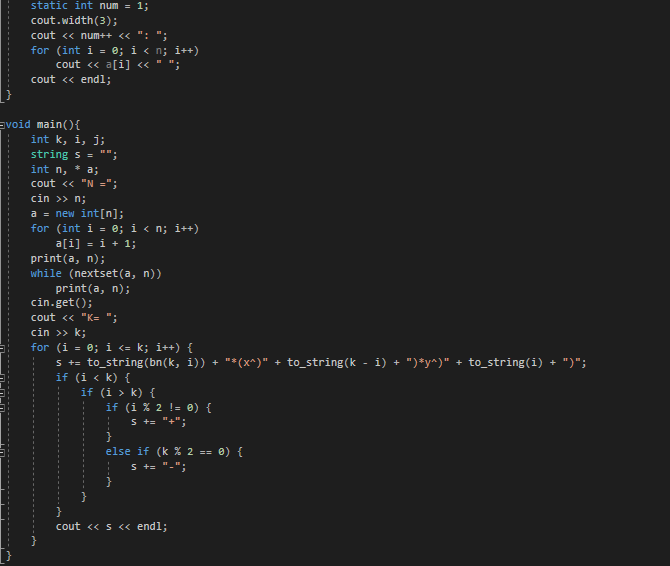 static int num = 1;
cout.width(3);
cout << num++ << ": ";
for (int i = 0; i < n; i++)
cout << a[i] << " ";
cout << endl;
}
void main(){
int k, i, j;
string s = "";
int n, * a;
cout << "N =";
cin >> n;
a = new int[n];
for (int i = 0; i < n; i++)
a[i] = i + 1;
print(a, n);
while (nextset(a, n))
print(a, n);
cin.get();
cout << "K= ";
cin >> k;
for (i = 0; i <= k; i++) {
s += to_string(bn(k, i)) + "*(x^)" + to_string(k - i) + ")*y^)" + to_string(i) + ")";
if (i < k) {
if (i > k) {
if (i % 2 != 0) {
s += "+";
}
else if (k % 2 == 0) {
s += "-";
}
}
}
cout << s << endl;
}
}